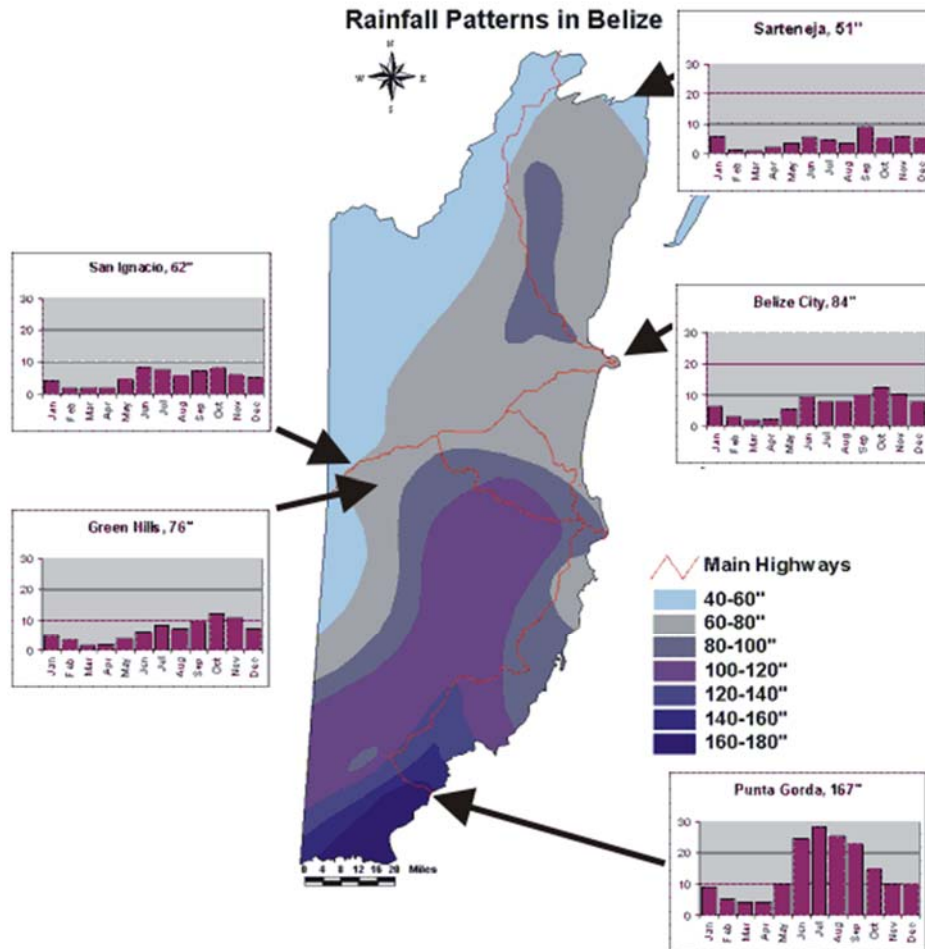 Rainfall Patterns in Belize
N
W E
S
Sarteneja, 51"
30
20
10
0
Jan Feb Mar Apr May Jun Jul Aug Sep Oct Nov Dec
San Ignacio, 62"
30
20
10
0
Jan Feb Mar Apr May Jun Jul Aug Sep Oct Nov Dec
Belize City, 84"
30
20
10
0
Jan Feb Mar Apr May Jun Jul Aug Sep Oct Nov Dec
Green Hills, 76"
30
20
10
0
Jan Feb Mar Apr May Jun Jul Aug Sep Oct Nov Dec
Main Highways
40-60"
60-80"
80-100"
100-120"
120-140"
140-160"
160-180"
Punta Gorda, 167"
30
20
10
0
Jan Feb Mar Apr May Jun Jul Aug Sep Oct Nov Dec
0 4 8 12 16 20 Miles